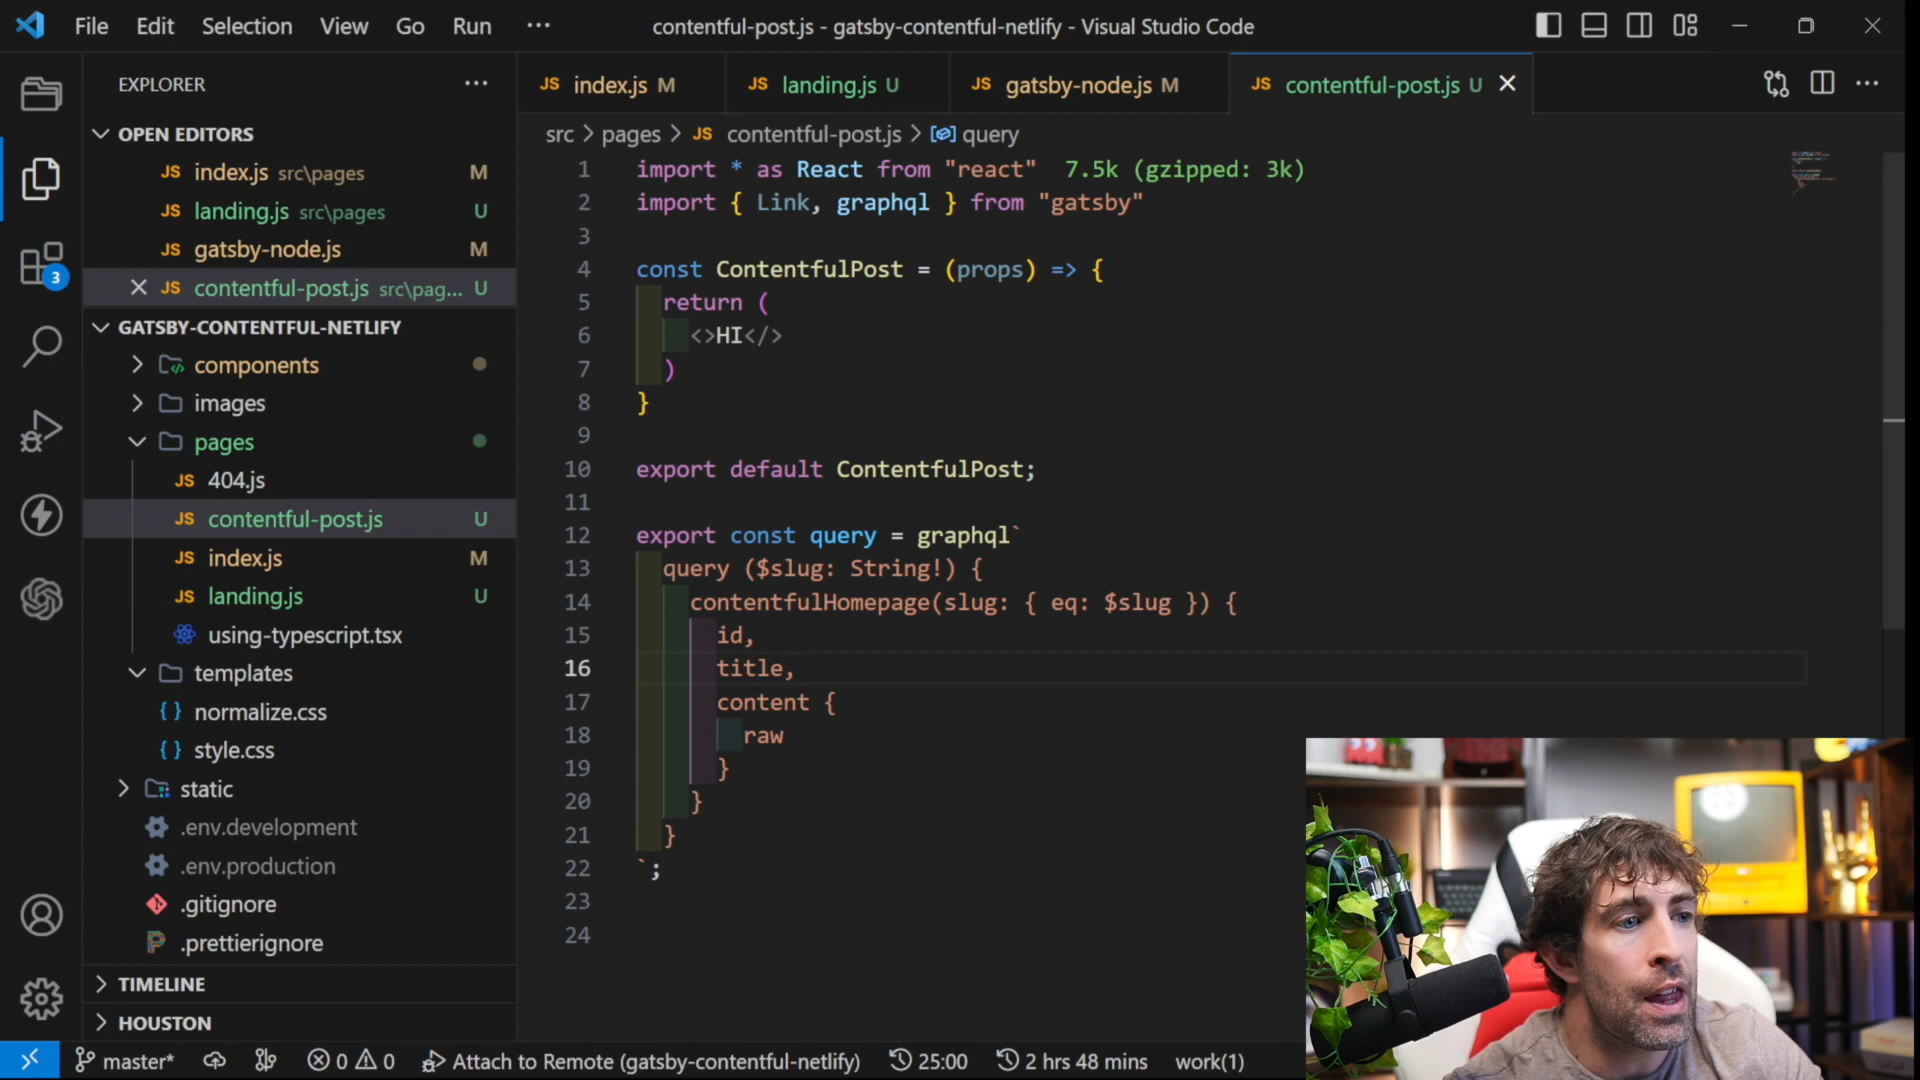 File Edit Selection View Go Run ···
contentful-post.js - gatsby-contentful-netlify - Visual Studio Code
EXPLORER
OPEN EDITORS
JS index.js src\pages M
JS landing.js src\pages U
JS gatsby-node.js M
JS contentful-post.js src\pag... U
GATSBY-CONTENTFUL-NETLIFY
components
images
pages
JS 404.js
JS contentful-post.js U
JS index.js M
JS landing.js U
using-typescript.tsx
templates
{ } normalize.css
{ } style.css
static
.env.development
.env.production
.gitignore
.prettierignore
TIMELINE
HOUSTON
3
JS index.js M
JS landing.js U
JS gatsby-node.js M
JS contentful-post.js U
src > pages > JS contentful-post.js > query
1 import * as React from "react" 7.5k (gzipped: 3k)
2 import { Link, graphql } from "gatsby"
3
4 const ContentfulPost = (props) => {
5 return (
6 <>HI</>
7 )
8 }
9
10 export default ContentfulPost;
11
12 export const query = graphql`
13 query ($slug: String!) {
14 contentfulHomepage(slug: { eq: $slug }) {
15 id,
16 title,
17 content {
18 raw
19 }
20 }
21 }
22 `;
23
24
master* 0 0 Attach to Remote (gatsby-contentful-netlify) 25:00 2 hrs 48 mins work(1)